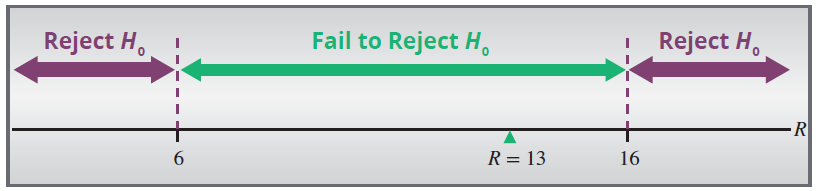 Reject H₀ Fail to Reject H₀ Reject H₀
R
6 R = 13 16